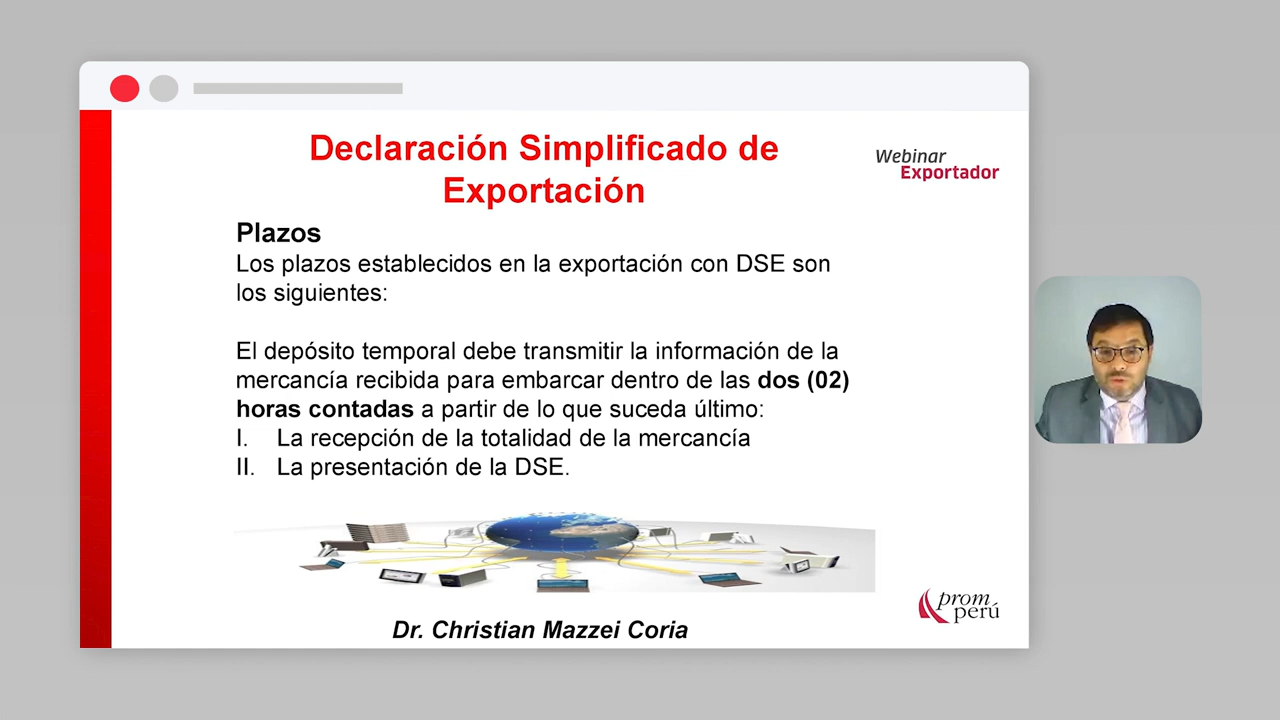 Declaración Simplificado de
Exportación
Webinar
Exportador
Plazos
Los plazos establecidos en la exportación con DSE son
los siguientes:
El depósito temporal debe transmitir la información de la
mercancía recibida para embarcar dentro de las dos (02)
horas contadas a partir de lo que suceda último:
I. La recepción de la totalidad de la mercancía
II. La presentación de la DSE.
Dr. Christian Mazzei Coria
prom
perú